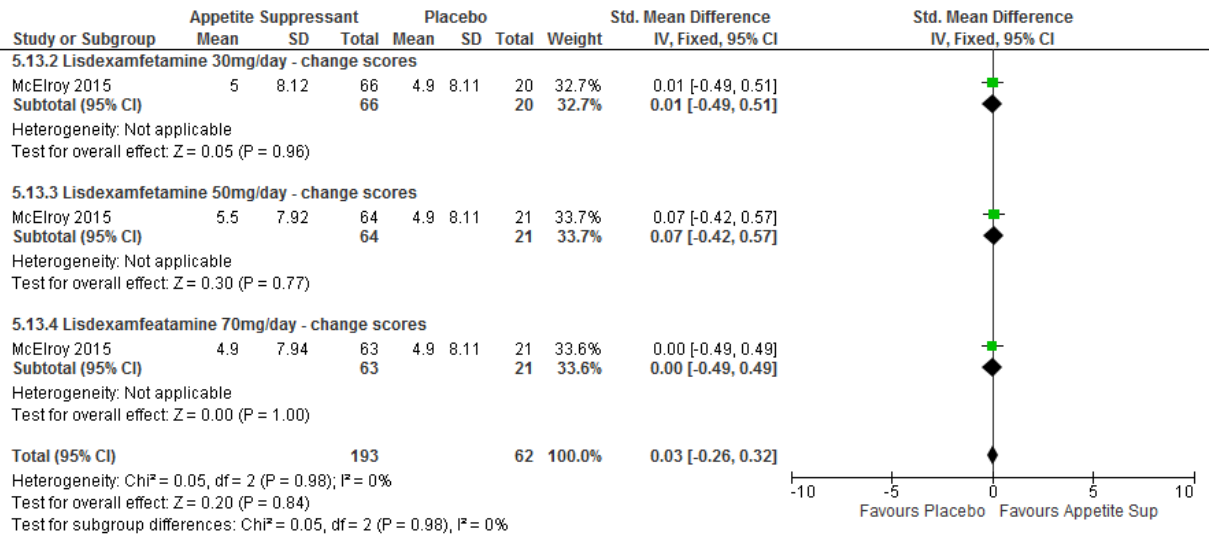 Appetite Suppressant Placebo Std. Mean Difference Std. Mean Difference
Study or Subgroup Mean SD Total Mean SD Total Weight IV, Fixed, 95% CI IV, Fixed, 95% CI
5.13.2 Lisdexamfetamine 30mg/day - change scores
McElroy 2015 5 8.12 66 4.9 8.11 20 32.7% 0.01 [-0.49, 0.51]
Subtotal (95% CI) 66 20 32.7% 0.01 [-0.49, 0.51]
Heterogeneity: Not applicable
Test for overall effect: Z = 0.05 (P = 0.96)
5.13.3 Lisdexamfetamine 50mg/day - change scores
McElroy 2015 5.5 7.92 64 4.9 8.11 21 33.7% 0.07 [-0.42, 0.57]
Subtotal (95% CI) 64 21 33.7% 0.07 [-0.42, 0.57]
Heterogeneity: Not applicable
Test for overall effect: Z = 0.30 (P = 0.77)
5.13.4 Lisdexamfeatamine 70mg/day - change scores
McElroy 2015 4.9 7.94 63 4.9 8.11 21 33.6% 0.00 [-0.49, 0.49]
Subtotal (95% CI) 63 21 33.6% 0.00 [-0.49, 0.49]
Heterogeneity: Not applicable
Test for overall effect: Z = 0.00 (P = 1.00)
Total (95% CI) 193 62 100.0% 0.03 [-0.26, 0.32]
Heterogeneity: Chi² = 0.05, df = 2 (P = 0.98); I² = 0%
Test for overall effect: Z = 0.20 (P = 0.84)
Test for subgroup differences: Chi² = 0.05, df = 2 (P = 0.98), I² = 0%
-10 -5 0 5 10
Favours Placebo Favours Appetite Sup